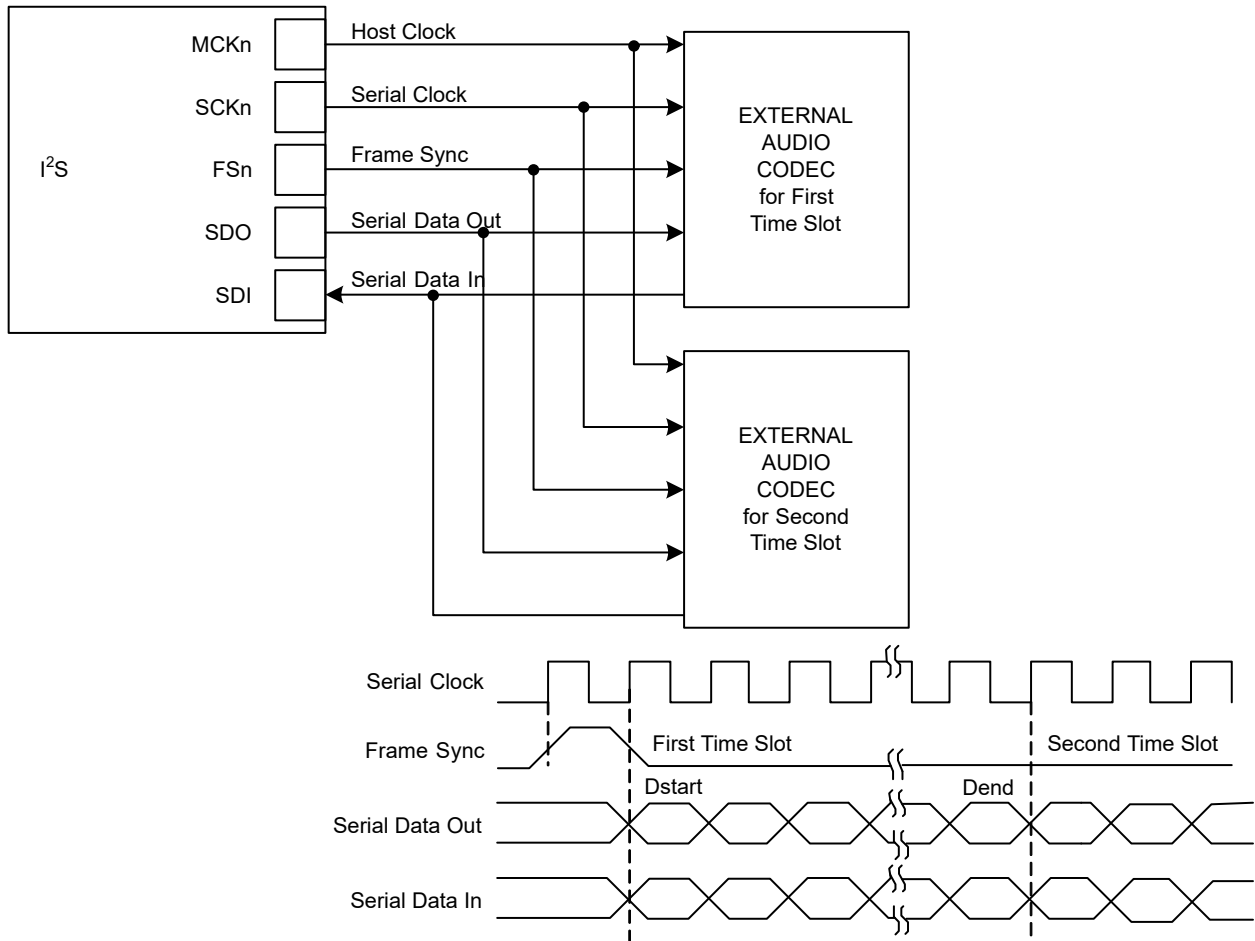 MCKn
Host Clock
SCKn
Serial Clock
I²S
FSn
Frame Sync
SDO
Serial Data Out
SDI
Serial Data In
EXTERNAL
AUDIO
CODEC
for First
Time Slot
EXTERNAL
AUDIO
CODEC
for Second
Time Slot
Serial Clock
Frame Sync
First Time Slot
Second Time Slot
Dstart
Dend
Serial Data Out
Serial Data In